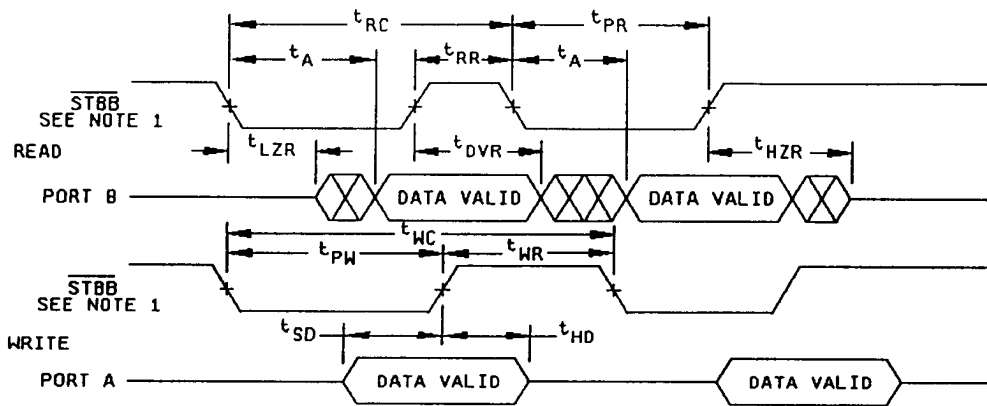 tRC tPR
tA tRR tA
STBB
SEE NOTE 1
READ tLZR tDVR tHZR
PORT B DATA VALID DATA VALID
tWC
tPW tWR
STBB
SEE NOTE 1
tSD tHD
WRITE
PORT A DATA VALID DATA VALID